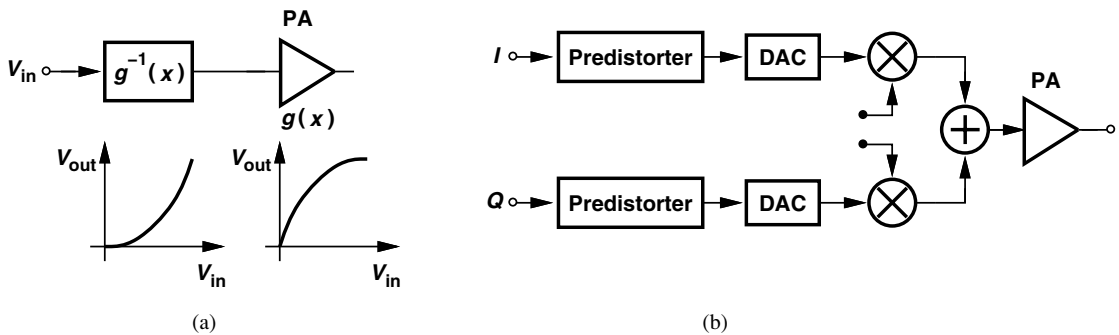 PA
V_in
g^{-1}(x)
g(x)
V_out
V_in
V_out
V_in
(a)
I
Predistorter
DAC
PA
Q
Predistorter
DAC
(b)